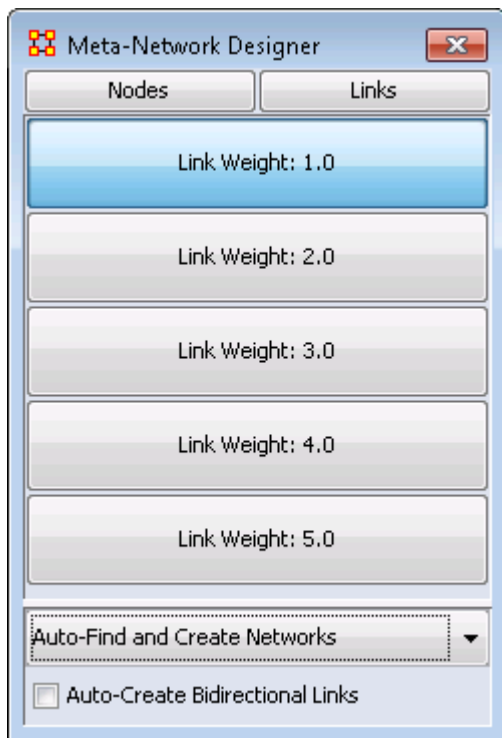 Meta-Network Designer
Nodes Links
Link Weight: 1.0
Link Weight: 2.0
Link Weight: 3.0
Link Weight: 4.0
Link Weight: 5.0
Auto-Find and Create Networks
Auto-Create Bidirectional Links